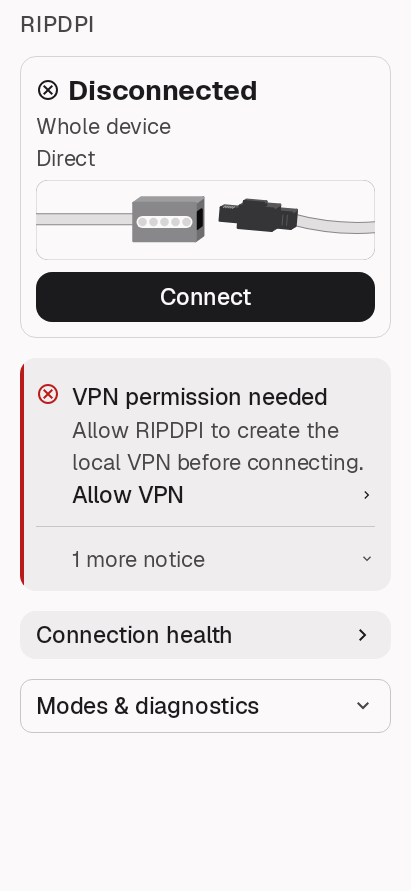 RIPDPI
Disconnected
Whole device
Direct
Connect
VPN permission needed
Allow RIPDPI to create the
local VPN before connecting.
Allow VPN
1 more notice
Connection health
Modes & diagnostics